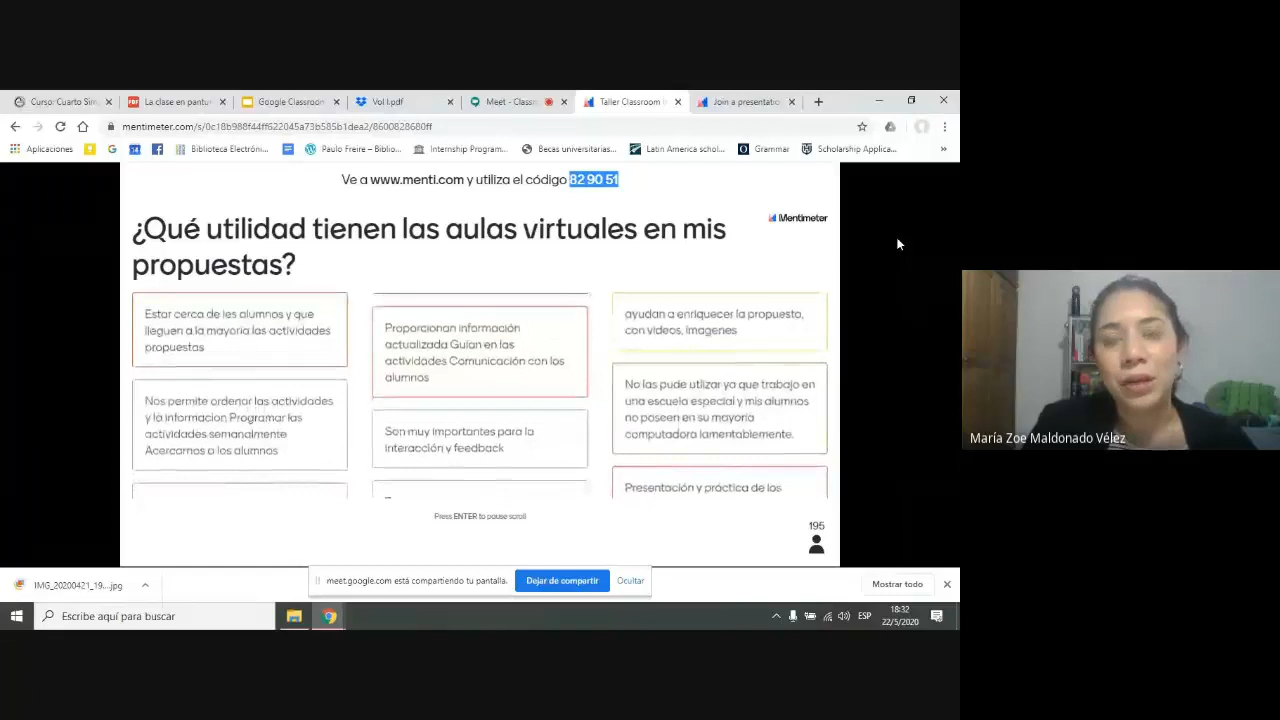 Curso: Cuarto Sim
La clase en pantu
Google Classroom
Vol I.pdf
Meet - Classr
Taller Classroom I
Join a presentatio
mentimeter.com/s/0c18b988f44ff622045a73b585b1dea2/8600828680ff
Aplicaciones
Biblioteca Electróni...
Paulo Freire – Biblio...
Internship Program...
Becas universitarias...
Latin America schol...
Grammar
Scholarship Applica...
Ve a www.menti.com y utiliza el código 82 90 51
Mentimeter
¿Qué utilidad tienen las aulas virtuales en mis
propuestas?
Estar cerca de les alumnos y que
lleguen a la mayoría las actividades
propuestas
Nos permite ordenar las actividades
y la informacion Programar las
actividades semanalmente
Acercarnos a los alumnos
Proporcionan información
actualizada Guían en las
actividades Comunicación con los
alumnos
Son muy importantes para la
interacción y feedback
ayudan a enriquecer la propuesta,
con videos, imagenes
No las pude utilizar ya que trabajo en
una escuela especial y mis alumnos
no poseen en su mayoría
computadora lamentablemente.
Presentación y práctica de los
Press ENTER to pause scroll
195
María Zoe Maldonado Vélez
meet.google.com está compartiendo tu pantalla.
Dejar de compartir
Ocultar
IMG_20200421_19....jpg
Mostrar todo
Escribe aquí para buscar
ESP
18:32
22/5/2020